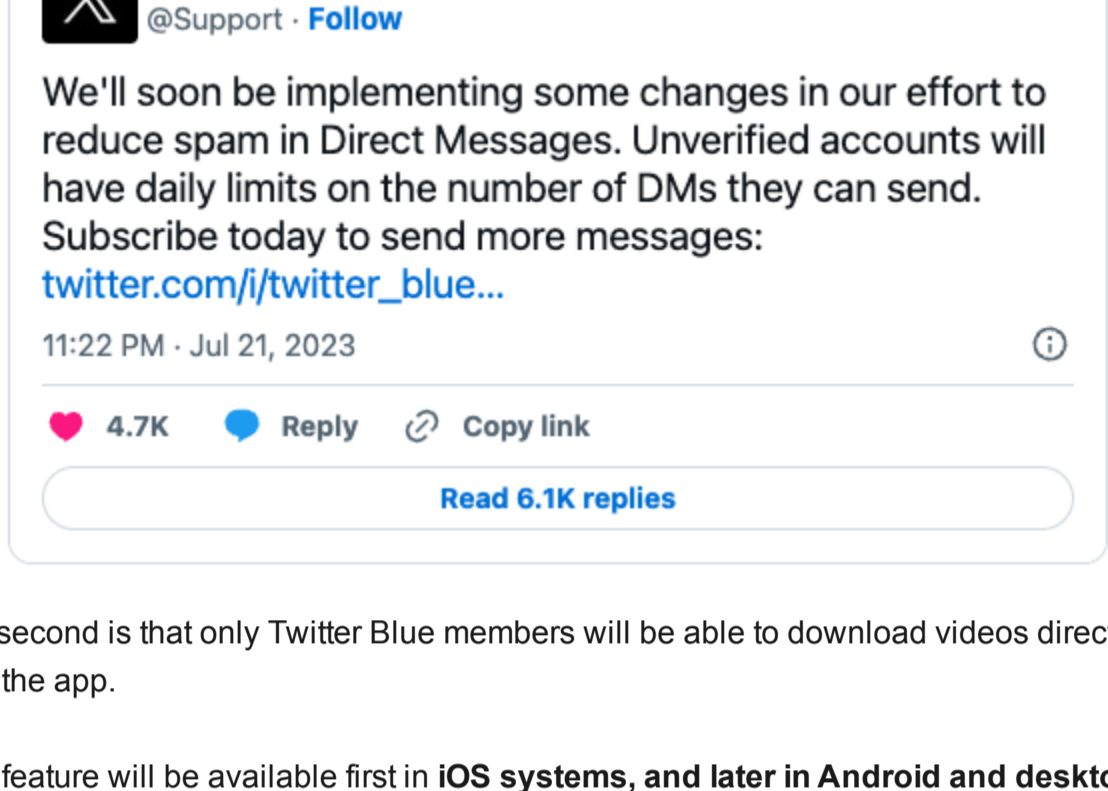 @Support · Follow
We'll soon be implementing some changes in our effort to
reduce spam in Direct Messages. Unverified accounts will
have daily limits on the number of DMs they can send.
Subscribe today to send more messages:
twitter.com/i/twitter_blue...
11:22 PM · Jul 21, 2023
4.7K Reply Copy link
Read 6.1K replies
second is that only Twitter Blue members will be able to download videos
the app.
feature will be available first in iOS systems, and later in Android and